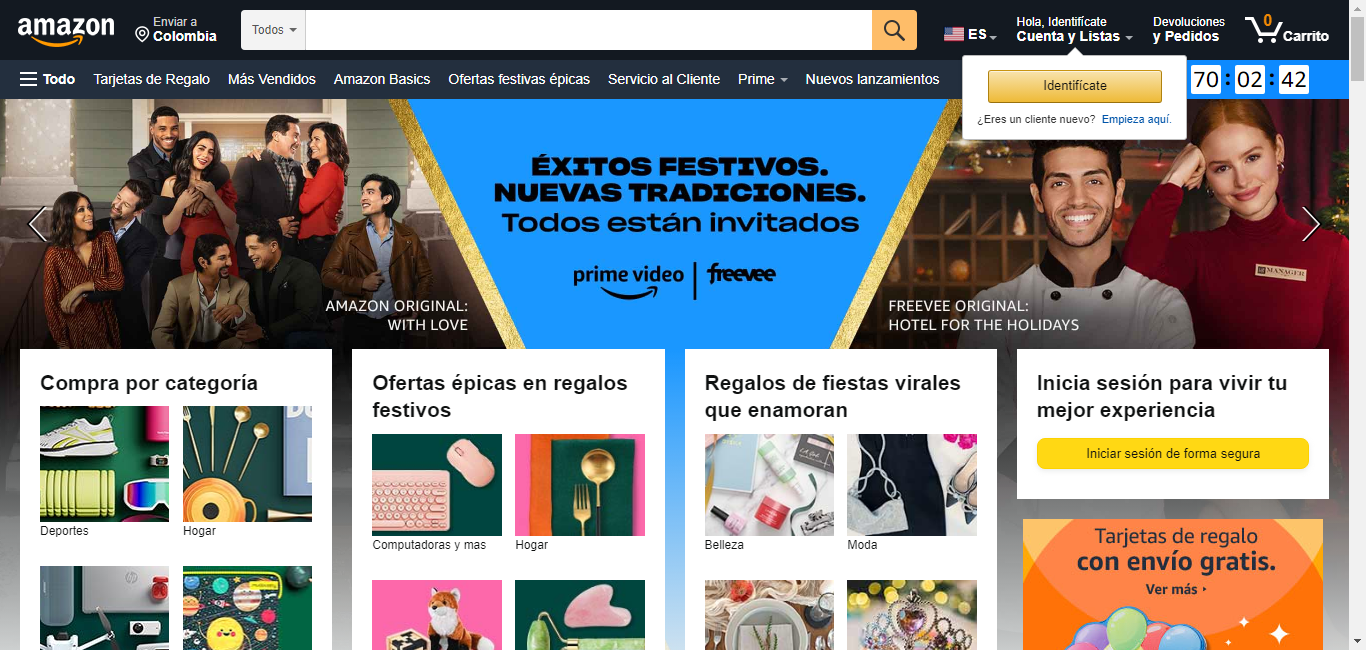 amazon
Enviar a
Colombia
Todos
ES
Hola, Identifícate
Cuenta y Listas
Devoluciones
y Pedidos
0
Carrito
Todo
Tarjetas de Regalo
Más Vendidos
Amazon Basics
Ofertas festivas épicas
Servicio al Cliente
Prime
Nuevos lanzamientos
70:02:42
Identifícate
¿Eres un cliente nuevo? Empieza aquí.
ÉXITOS FESTIVOS.
NUEVAS TRADICIONES.
Todos están invitados
prime video | freevee
AMAZON ORIGINAL:
WITH LOVE
FREEVEE ORIGINAL:
HOTEL FOR THE HOLIDAYS
MANAGER
Compra por categoría
Deportes
Hogar
hp
Ofertas épicas en regalos
festivos
Computadoras y mas
Hogar
Regalos de fiestas virales
que enamoran
Belleza
Moda
Inicia sesión para vivir tu
mejor experiencia
Iniciar sesión de forma segura
Tarjetas de regalo
con envío gratis.
Ver más